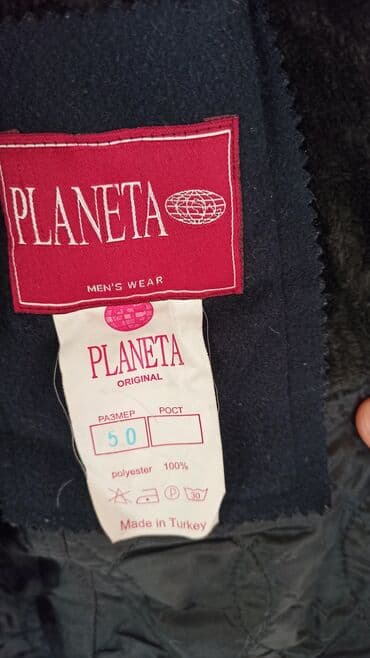 PLANETA
MEN'S WEAR
PLANETA
ORIGINAL
РАЗМЕР РОСТ
50
polyester 100%
P 30
Made in Turkey